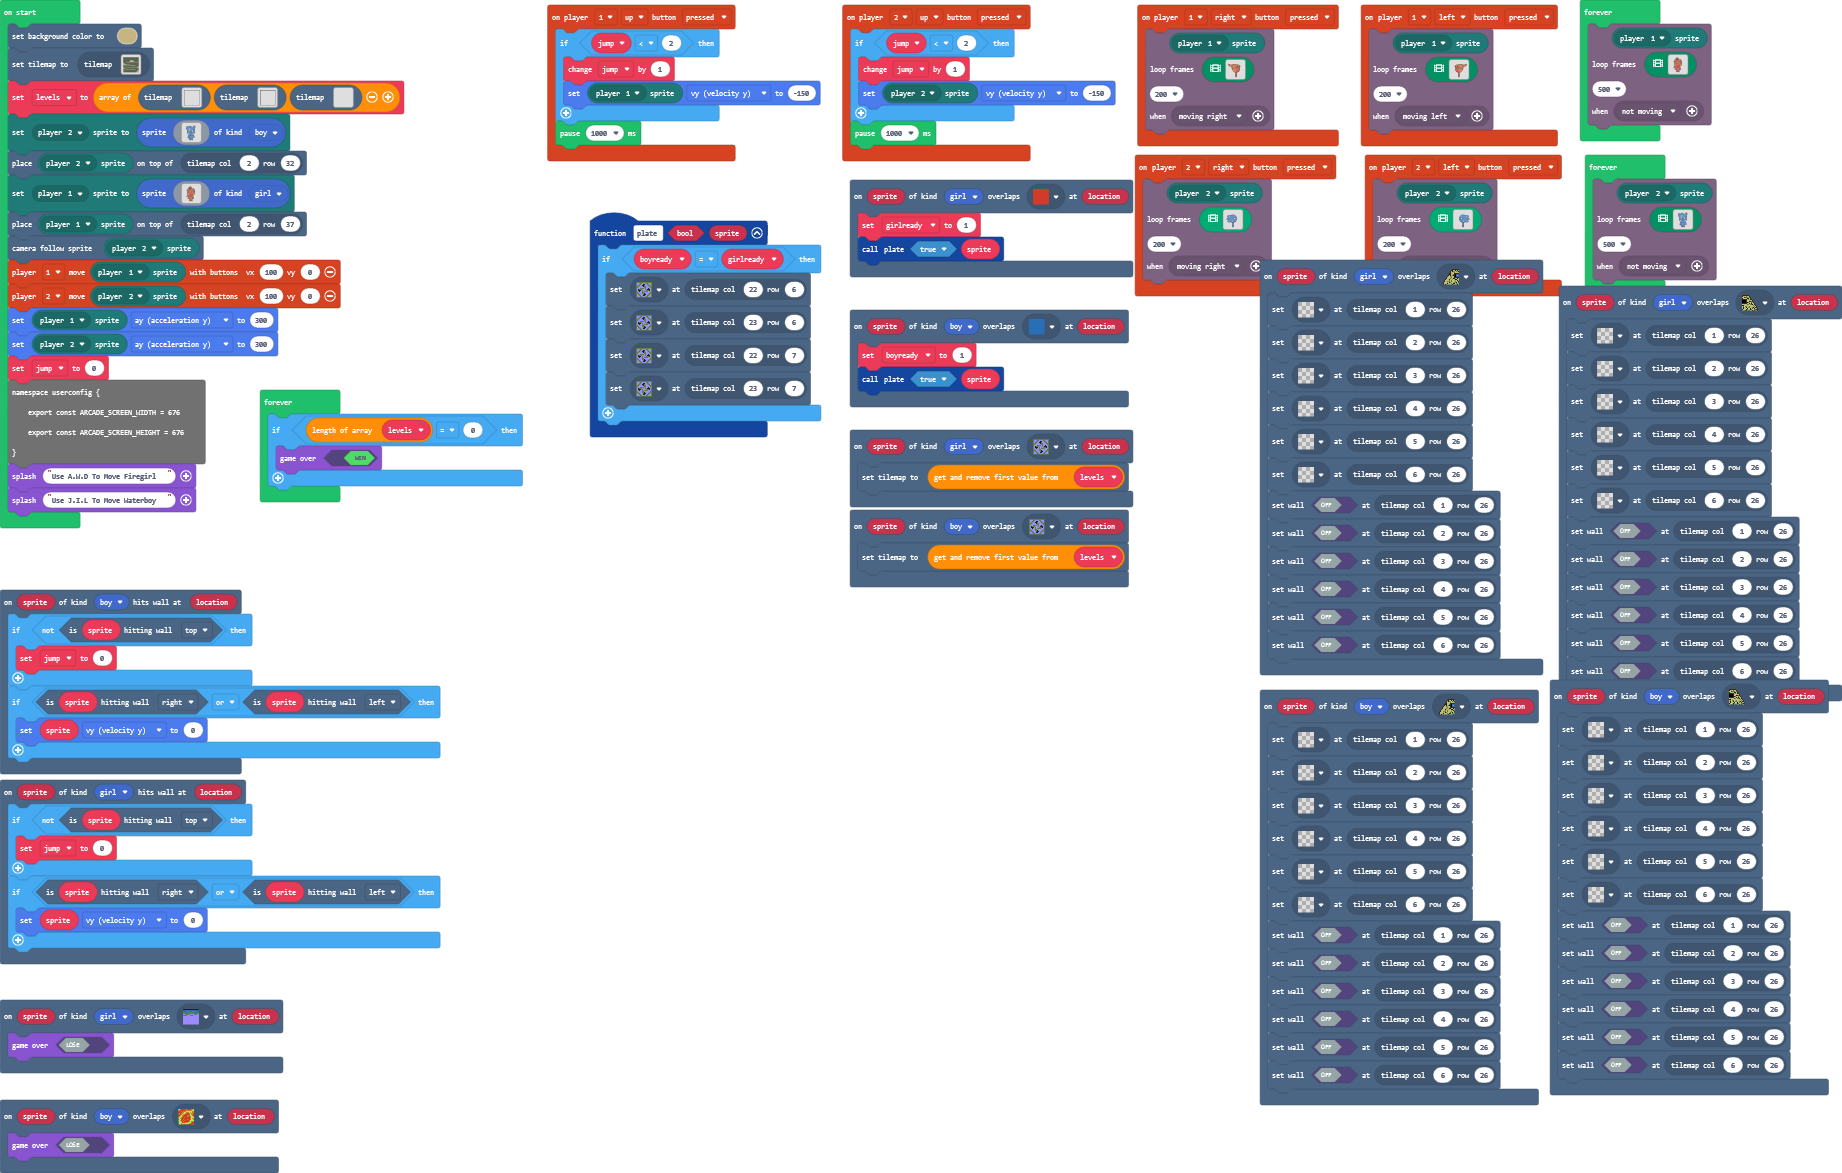 on start
set background color to
set tilemap to tilemap
set levels to array of tilemap tilemap tilemap
set player 2 sprite to sprite of kind boy
place player 2 sprite on top of tilemap col 2 row 32
set player 1 sprite to sprite of kind girl
place player 1 sprite on top of tilemap col 2 row 37
camera follow sprite player 2 sprite
player 1 move player 1 sprite with buttons vx 100 vy 0
player 2 move player 2 sprite with buttons vx 100 vy 0
set player 1 sprite ay (acceleration y) to 300
set player 2 sprite ay (acceleration y) to 300
set jump to 0
namespace userconfig {
export const ARCADE_SCREEN_WIDTH = 676
export const ARCADE_SCREEN_HEIGHT = 676
}
splash "Use A.W.D To Move Firegirl"
splash "Use J.I.L To Move Waterboy"
forever
if length of array levels = 0 then
game over WIN
on player 1 up button pressed
if jump < 2 then
change jump by 1
set player 1 sprite vy (velocity y) to -150
pause 1000 ms
on player 2 up button pressed
if jump < 2 then
change jump by 1
set player 2 sprite vy (velocity y) to -150
pause 1000 ms
function plate bool sprite
if boyready = girlready then
set at tilemap col 22 row 6
set at tilemap col 23 row 6
set at tilemap col 22 row 7
set at tilemap col 23 row 7
on sprite of kind girl overlaps at location
set girlready to 1
call plate true sprite
on sprite of kind boy overlaps at location
set boyready to 1
call plate true sprite
on sprite of kind girl overlaps at location
set tilemap to get and remove first value from levels
on sprite of kind boy overlaps at location
set tilemap to get and remove first value from levels
on player 1 right button pressed
player 1 sprite
loop frames
200
when moving right
on player 1 left button pressed
player 1 sprite
loop frames
200
when moving left
forever
player 1 sprite
loop frames
500
when not moving
on player 2 right button pressed
player 2 sprite
loop frames
200
when moving right
on player 2 left button pressed
player 2 sprite
loop frames
200
forever
player 2 sprite
loop frames
500
when not moving
on sprite of kind girl overlaps at location
set at tilemap col 1 row 26
set at tilemap col 2 row 26
set at tilemap col 3 row 26
set at tilemap col 4 row 26
set at tilemap col 5 row 26
set at tilemap col 6 row 26
set wall OFF at tilemap col 1 row 26
set wall OFF at tilemap col 2 row 26
set wall OFF at tilemap col 3 row 26
set wall OFF at tilemap col 4 row 26
set wall OFF at tilemap col 5 row 26
set wall OFF at tilemap col 6 row 26
on sprite of kind girl overlaps at location
set at tilemap col 1 row 26
set at tilemap col 2 row 26
set at tilemap col 3 row 26
set at tilemap col 4 row 26
set at tilemap col 5 row 26
set at tilemap col 6 row 26
set wall OFF at tilemap col 1 row 26
set wall OFF at tilemap col 2 row 26
set wall OFF at tilemap col 3 row 26
set wall OFF at tilemap col 4 row 26
set wall OFF at tilemap col 5 row 26
set wall OFF at tilemap col 6 row 26
on sprite of kind boy overlaps at location
set at tilemap col 1 row 26
set at tilemap col 2 row 26
set at tilemap col 3 row 26
set at tilemap col 4 row 26
set at tilemap col 5 row 26
set at tilemap col 6 row 26
set wall OFF at tilemap col 1 row 26
set wall OFF at tilemap col 2 row 26
set wall OFF at tilemap col 3 row 26
set wall OFF at tilemap col 4 row 26
set wall OFF at tilemap col 5 row 26
set wall OFF at tilemap col 6 row 26
on sprite of kind boy overlaps at location
set at tilemap col 1 row 26
set at tilemap col 2 row 26
set at tilemap col 3 row 26
set at tilemap col 4 row 26
set at tilemap col 5 row 26
set at tilemap col 6 row 26
set wall OFF at tilemap col 1 row 26
set wall OFF at tilemap col 2 row 26
set wall OFF at tilemap col 3 row 26
set wall OFF at tilemap col 4 row 26
set wall OFF at tilemap col 5 row 26
set wall OFF at tilemap col 6 row 26
on sprite of kind boy hits wall at location
if not is sprite hitting wall top then
set jump to 0
if is sprite hitting wall right or is sprite hitting wall left then
set sprite vy (velocity y) to 0
on sprite of kind girl hits wall at location
if not is sprite hitting wall top then
set jump to 0
if is sprite hitting wall right or is sprite hitting wall left then
set sprite vy (velocity y) to 0
on sprite of kind girl overlaps at location
game over LOSE
on sprite of kind boy overlaps at location
game over LOSE